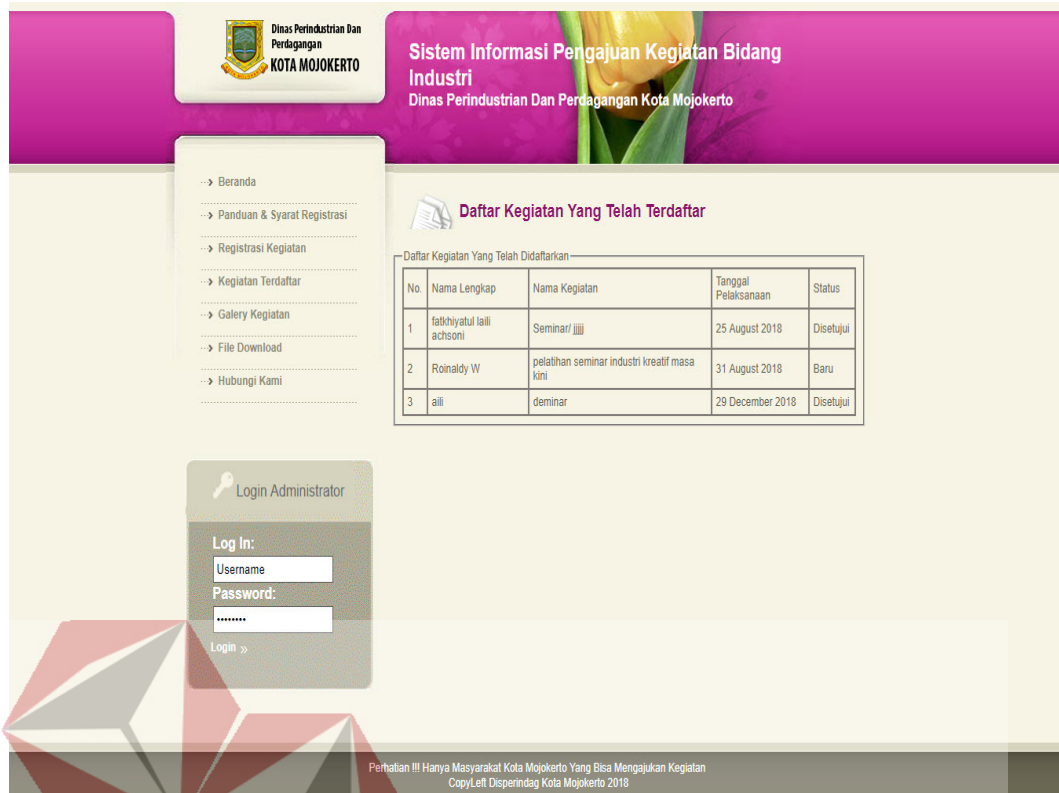 Dinas Perindustrian Dan
Perdagangan
KOTA MOJOKERTO
Sistem Informasi Pengajuan Kegiatan Bidang
Industri
Dinas Perindustrian Dan Perdagangan Kota Mojokerto
Beranda
Panduan & Syarat Registrasi
Registrasi Kegiatan
Kegiatan Terdaftar
Galery Kegiatan
File Download
Hubungi Kami
Daftar Kegiatan Yang Telah Terdaftar
Daftar Kegiatan Yang Telah Didaftarkan
No. Nama Lengkap Nama Kegiatan Tanggal Pelaksanaan Status
1 fatkhiyatul laili achsoni Seminar/ jjjjj 25 August 2018 Disetujui
2 Roinaldy W pelatihan seminar industri kreatif masa kini 31 August 2018 Baru
3 aili deminar 29 December 2018 Disetujui
Login Administrator
Log In:
Username
Password:
••••••••
Login »
Perhatian !!! Hanya Masyarakat Kota Mojokerto Yang Bisa Mengajukan Kegiatan
CopyLeft Disperindag Kota Mojokerto 2018